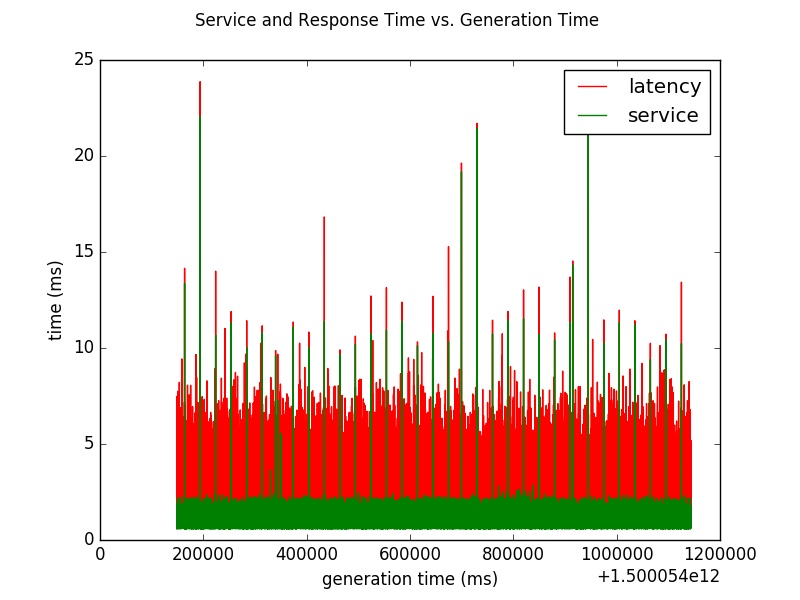 Service and Response Time vs. Generation Time
25
20
15
10
5
0
time (ms)
latency
service
0 200000 400000 600000 800000 1000000 1200000
+1.500054e12
generation time (ms)